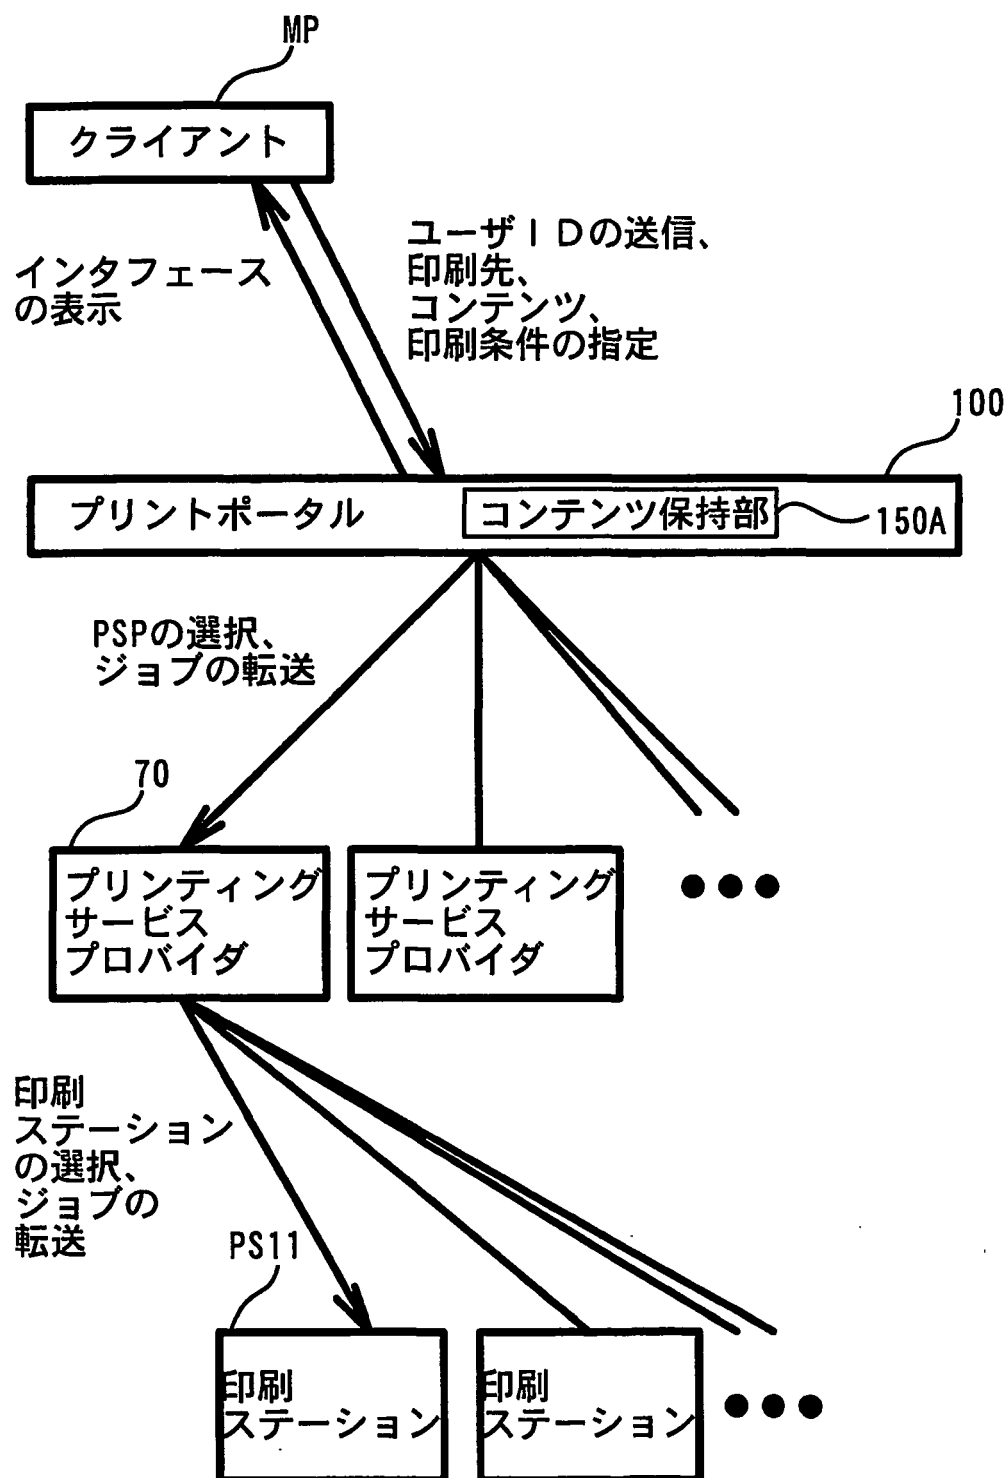 MP
クライアント
インタフェース
の表示
ユーザIDの送信、
印刷先、
コンテンツ、
印刷条件の指定
100
プリントポータル
コンテンツ保持部
150A
PSPの選択、
ジョブの転送
70
プリンティング
サービス
プロバイダ
プリンティング
サービス
プロバイダ
印刷
ステーション
の選択、
ジョブの
転送
PS11
印刷
ステーション
印刷
ステーション